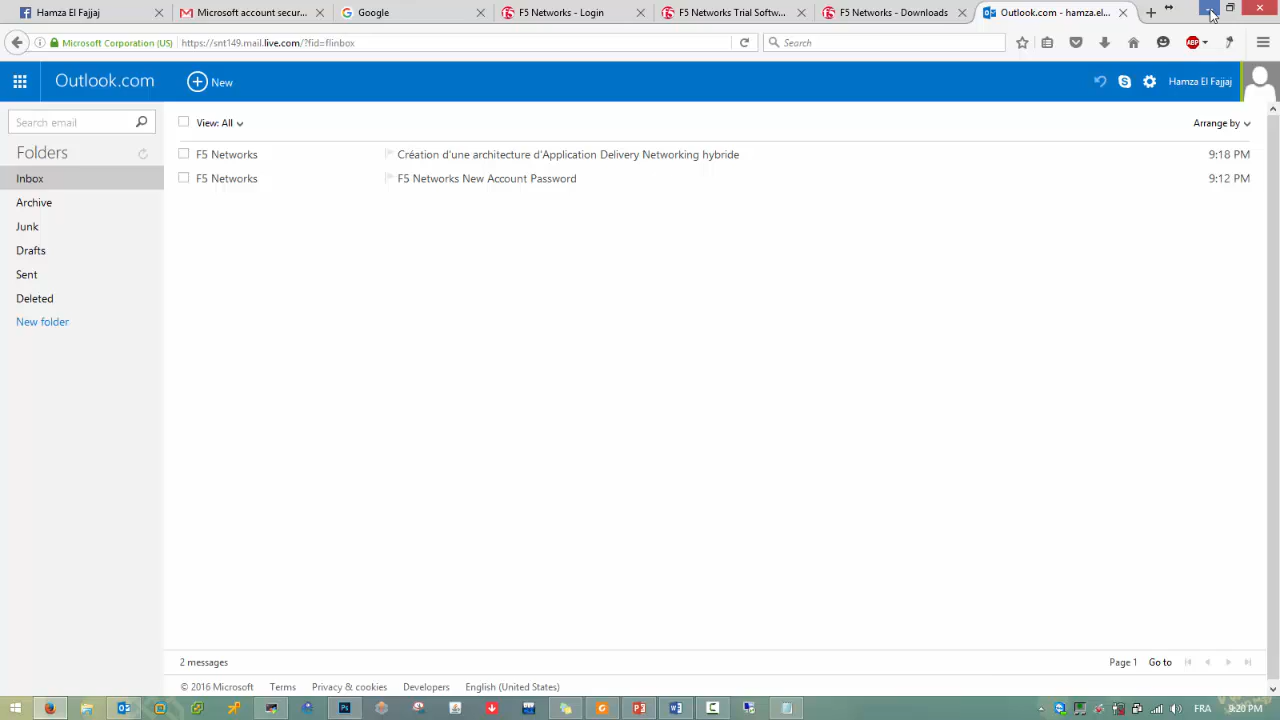 Hamza El Fajjaj
Microsoft account secur...
Google
F5 Networks - Login
F5 Networks Trial Softw...
F5 Networks - Downloads
Outlook.com - hamza.el...
Microsoft Corporation (US)
https://snt149.mail.live.com/?fid=flinbox
Search
ABP
Outlook.com
New
Hamza El Fajjaj
Search email
View: All
Arrange by
Folders
F5 Networks
Création d'une architecture d'Application Delivery Networking hybride
9:18 PM
Inbox
F5 Networks
F5 Networks New Account Password
9:12 PM
Archive
Junk
Drafts
Sent
Deleted
New folder
2 messages
Page 1
Go to
© 2016 Microsoft
Terms
Privacy & cookies
Developers
English (United States)
FRA
9:20 PM